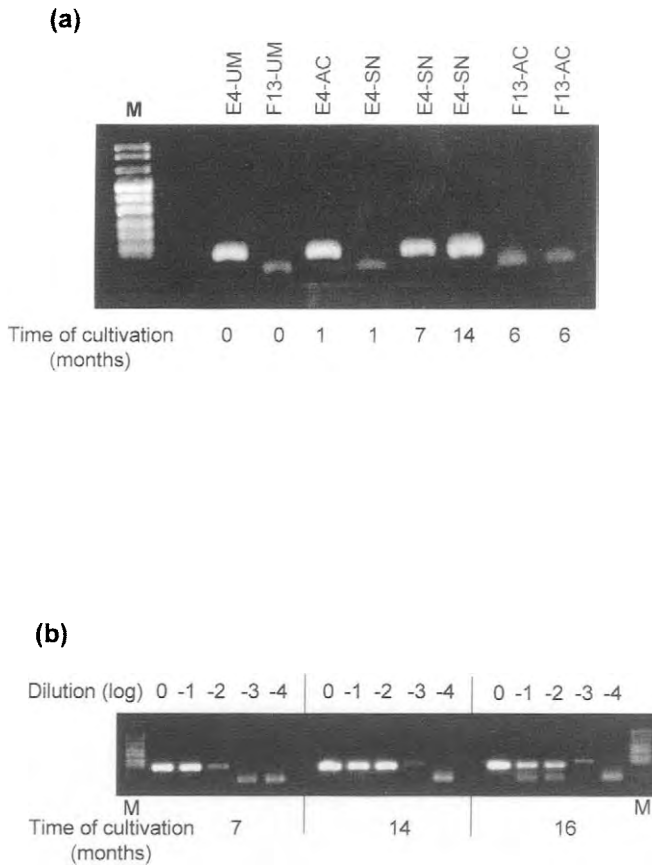 (a)
M E4-UM F13-UM E4-AC E4-SN E4-SN E4-SN F13-AC F13-AC
Time of cultivation (months) 0 0 1 1 7 14 6 6
(b)
Dilution (log) 0 -1 -2 -3 -4 0 -1 -2 -3 -4 0 -1 -2 -3 -4
M M
Time of cultivation (months) 7 14 16